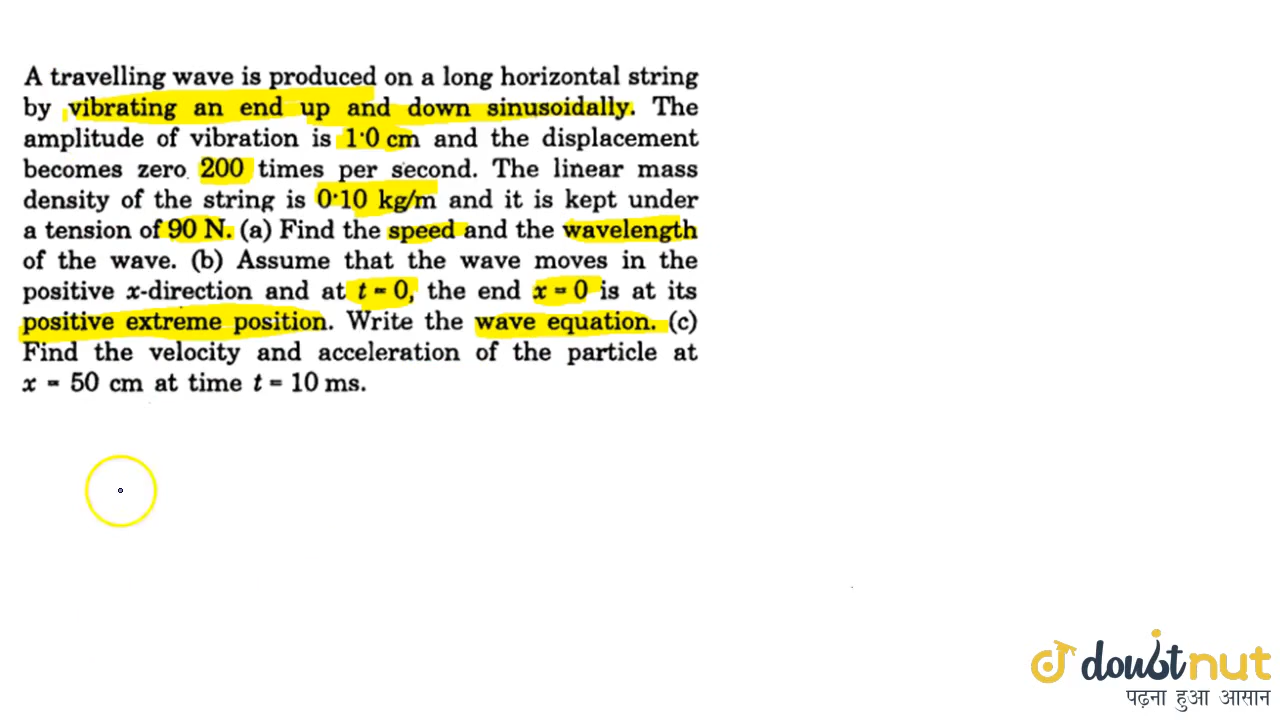 A travelling wave is produced on a long horizontal string
by vibrating an end up and down sinusoidally. The
amplitude of vibration is 1·0 cm and the displacement
becomes zero 200 times per second. The linear mass
density of the string is 0·10 kg/m and it is kept under
a tension of 90 N. (a) Find the speed and the wavelength
of the wave. (b) Assume that the wave moves in the
positive x-direction and at t = 0, the end x = 0 is at its
positive extreme position. Write the wave equation. (c)
Find the velocity and acceleration of the particle at
x = 50 cm at time t = 10 ms.
doubtnut
पढ़ना हुआ आसान